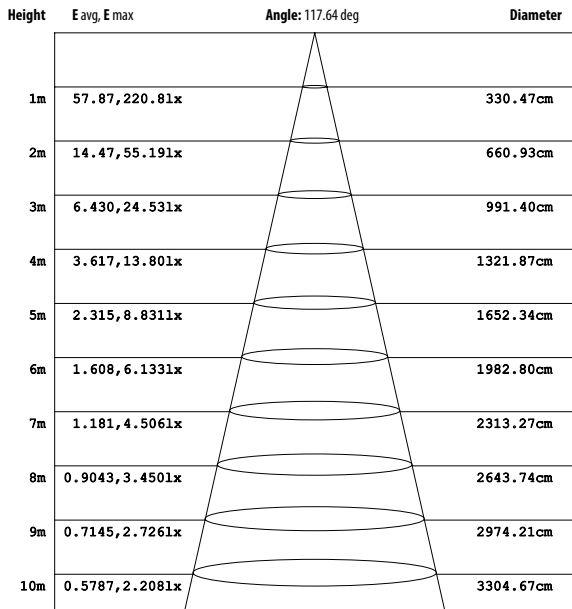 Height E avg, E max Angle: 117.64 deg Diameter
1m 57.87,220.8lx 330.47cm
2m 14.47,55.19lx 660.93cm
3m 6.430,24.53lx 991.40cm
4m 3.617,13.80lx 1321.87cm
5m 2.315,8.831lx 1652.34cm
6m 1.608,6.133lx 1982.80cm
7m 1.181,4.506lx 2313.27cm
8m 0.9043,3.450lx 2643.74cm
9m 0.7145,2.726lx 2974.21cm
10m 0.5787,2.208lx 3304.67cm